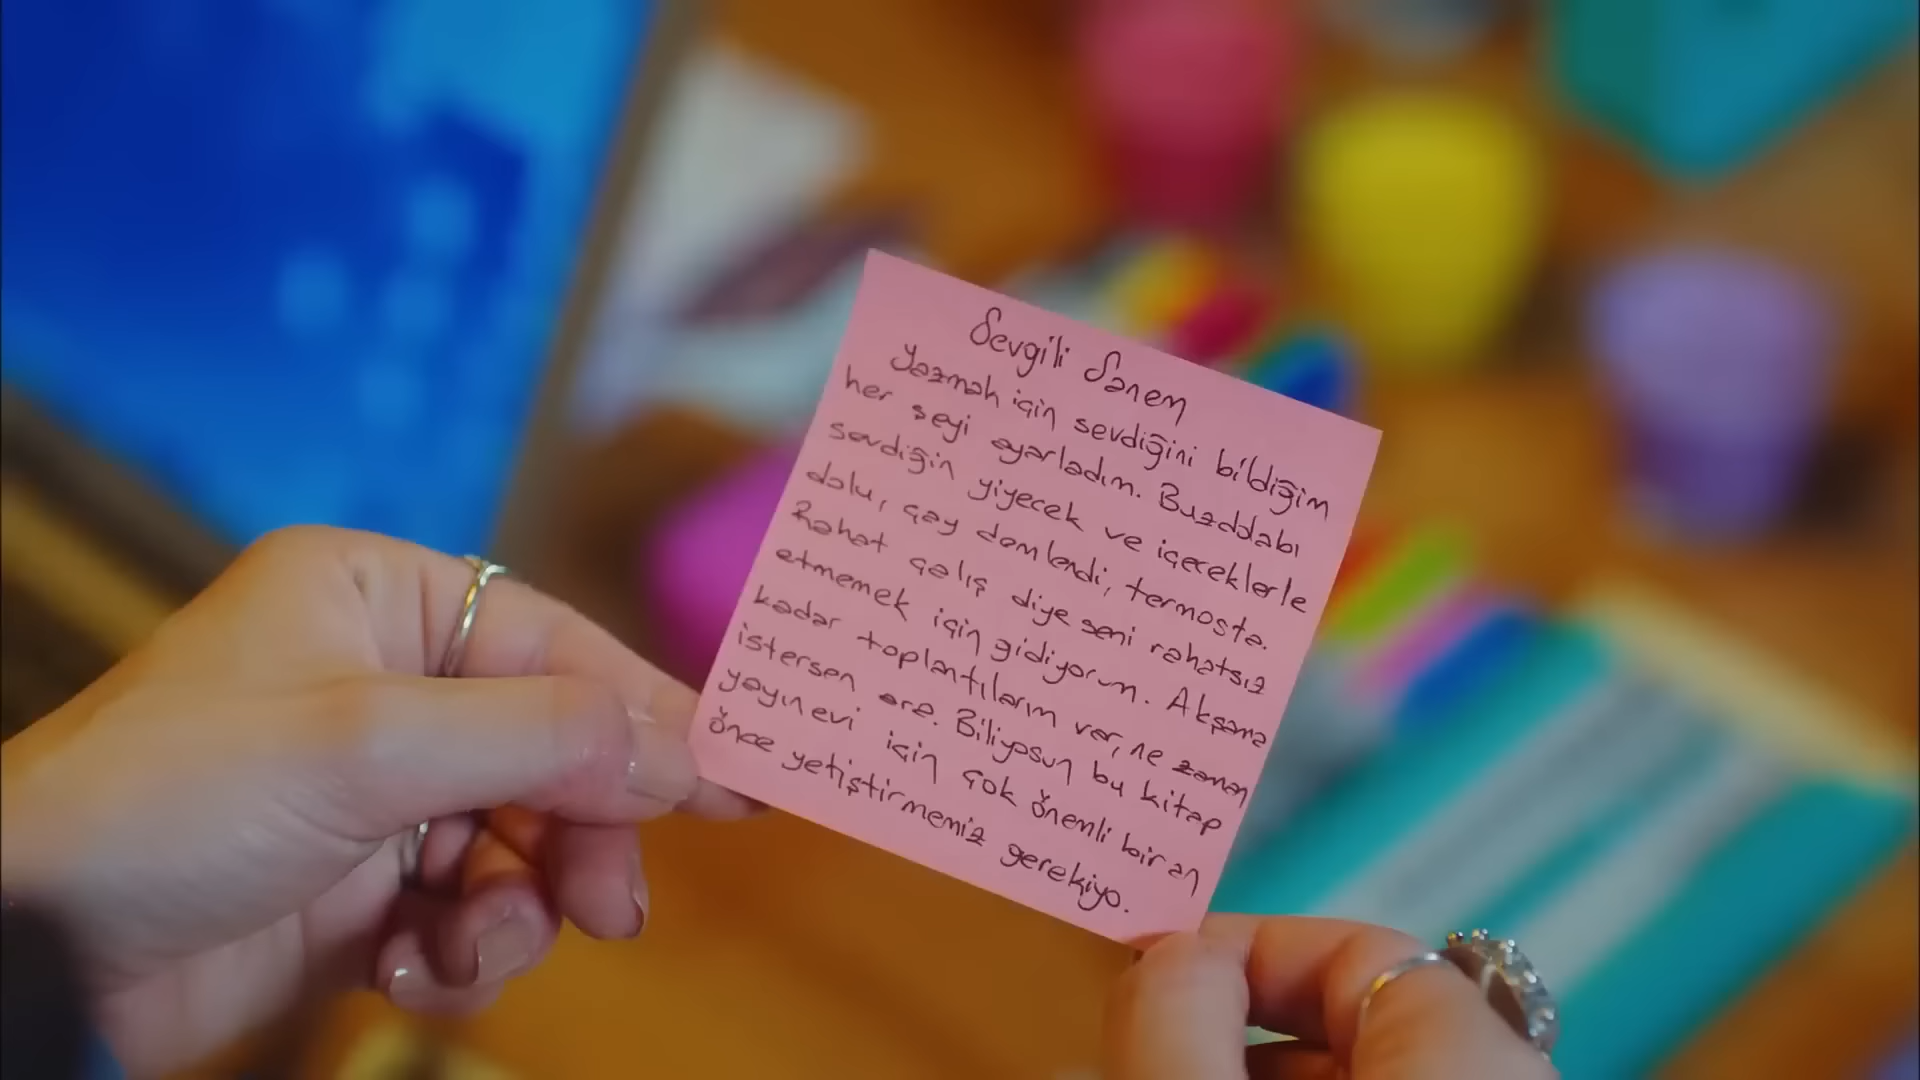 Sevgili Sanem
Yazmak için sevdiğini bildiğim
her şeyi ayarladım. Buzddabı
sevdiğin yiyecek ve içeceklerle
dolu, çay demlendi, termosta.
Rahat çalış diye seni rahatsız
etmemek için gidiyorum. Akşama
kadar toplantılarım var, ne zaman
istersen ara. Biliyosun bu kitap
yayınevi için çok önemli bir an
önce yetiştirmemiz gerekiyo.